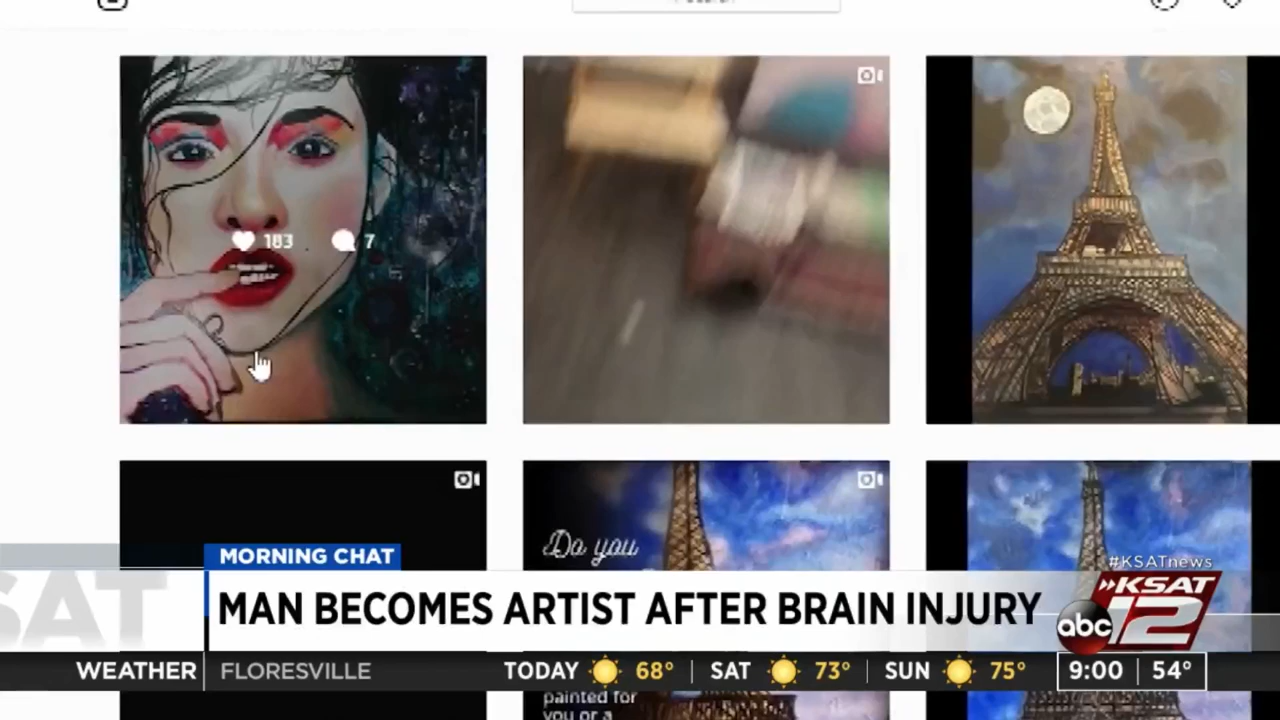 183 7
Do you
MORNING CHAT
#KSATnews
MAN BECOMES ARTIST AFTER BRAIN INJURY
KSAT
12
abc
SAT
WEATHER FLORESVILLE TODAY 68° SAT 73° SUN 75° 9:00 54°
painted for
you or a